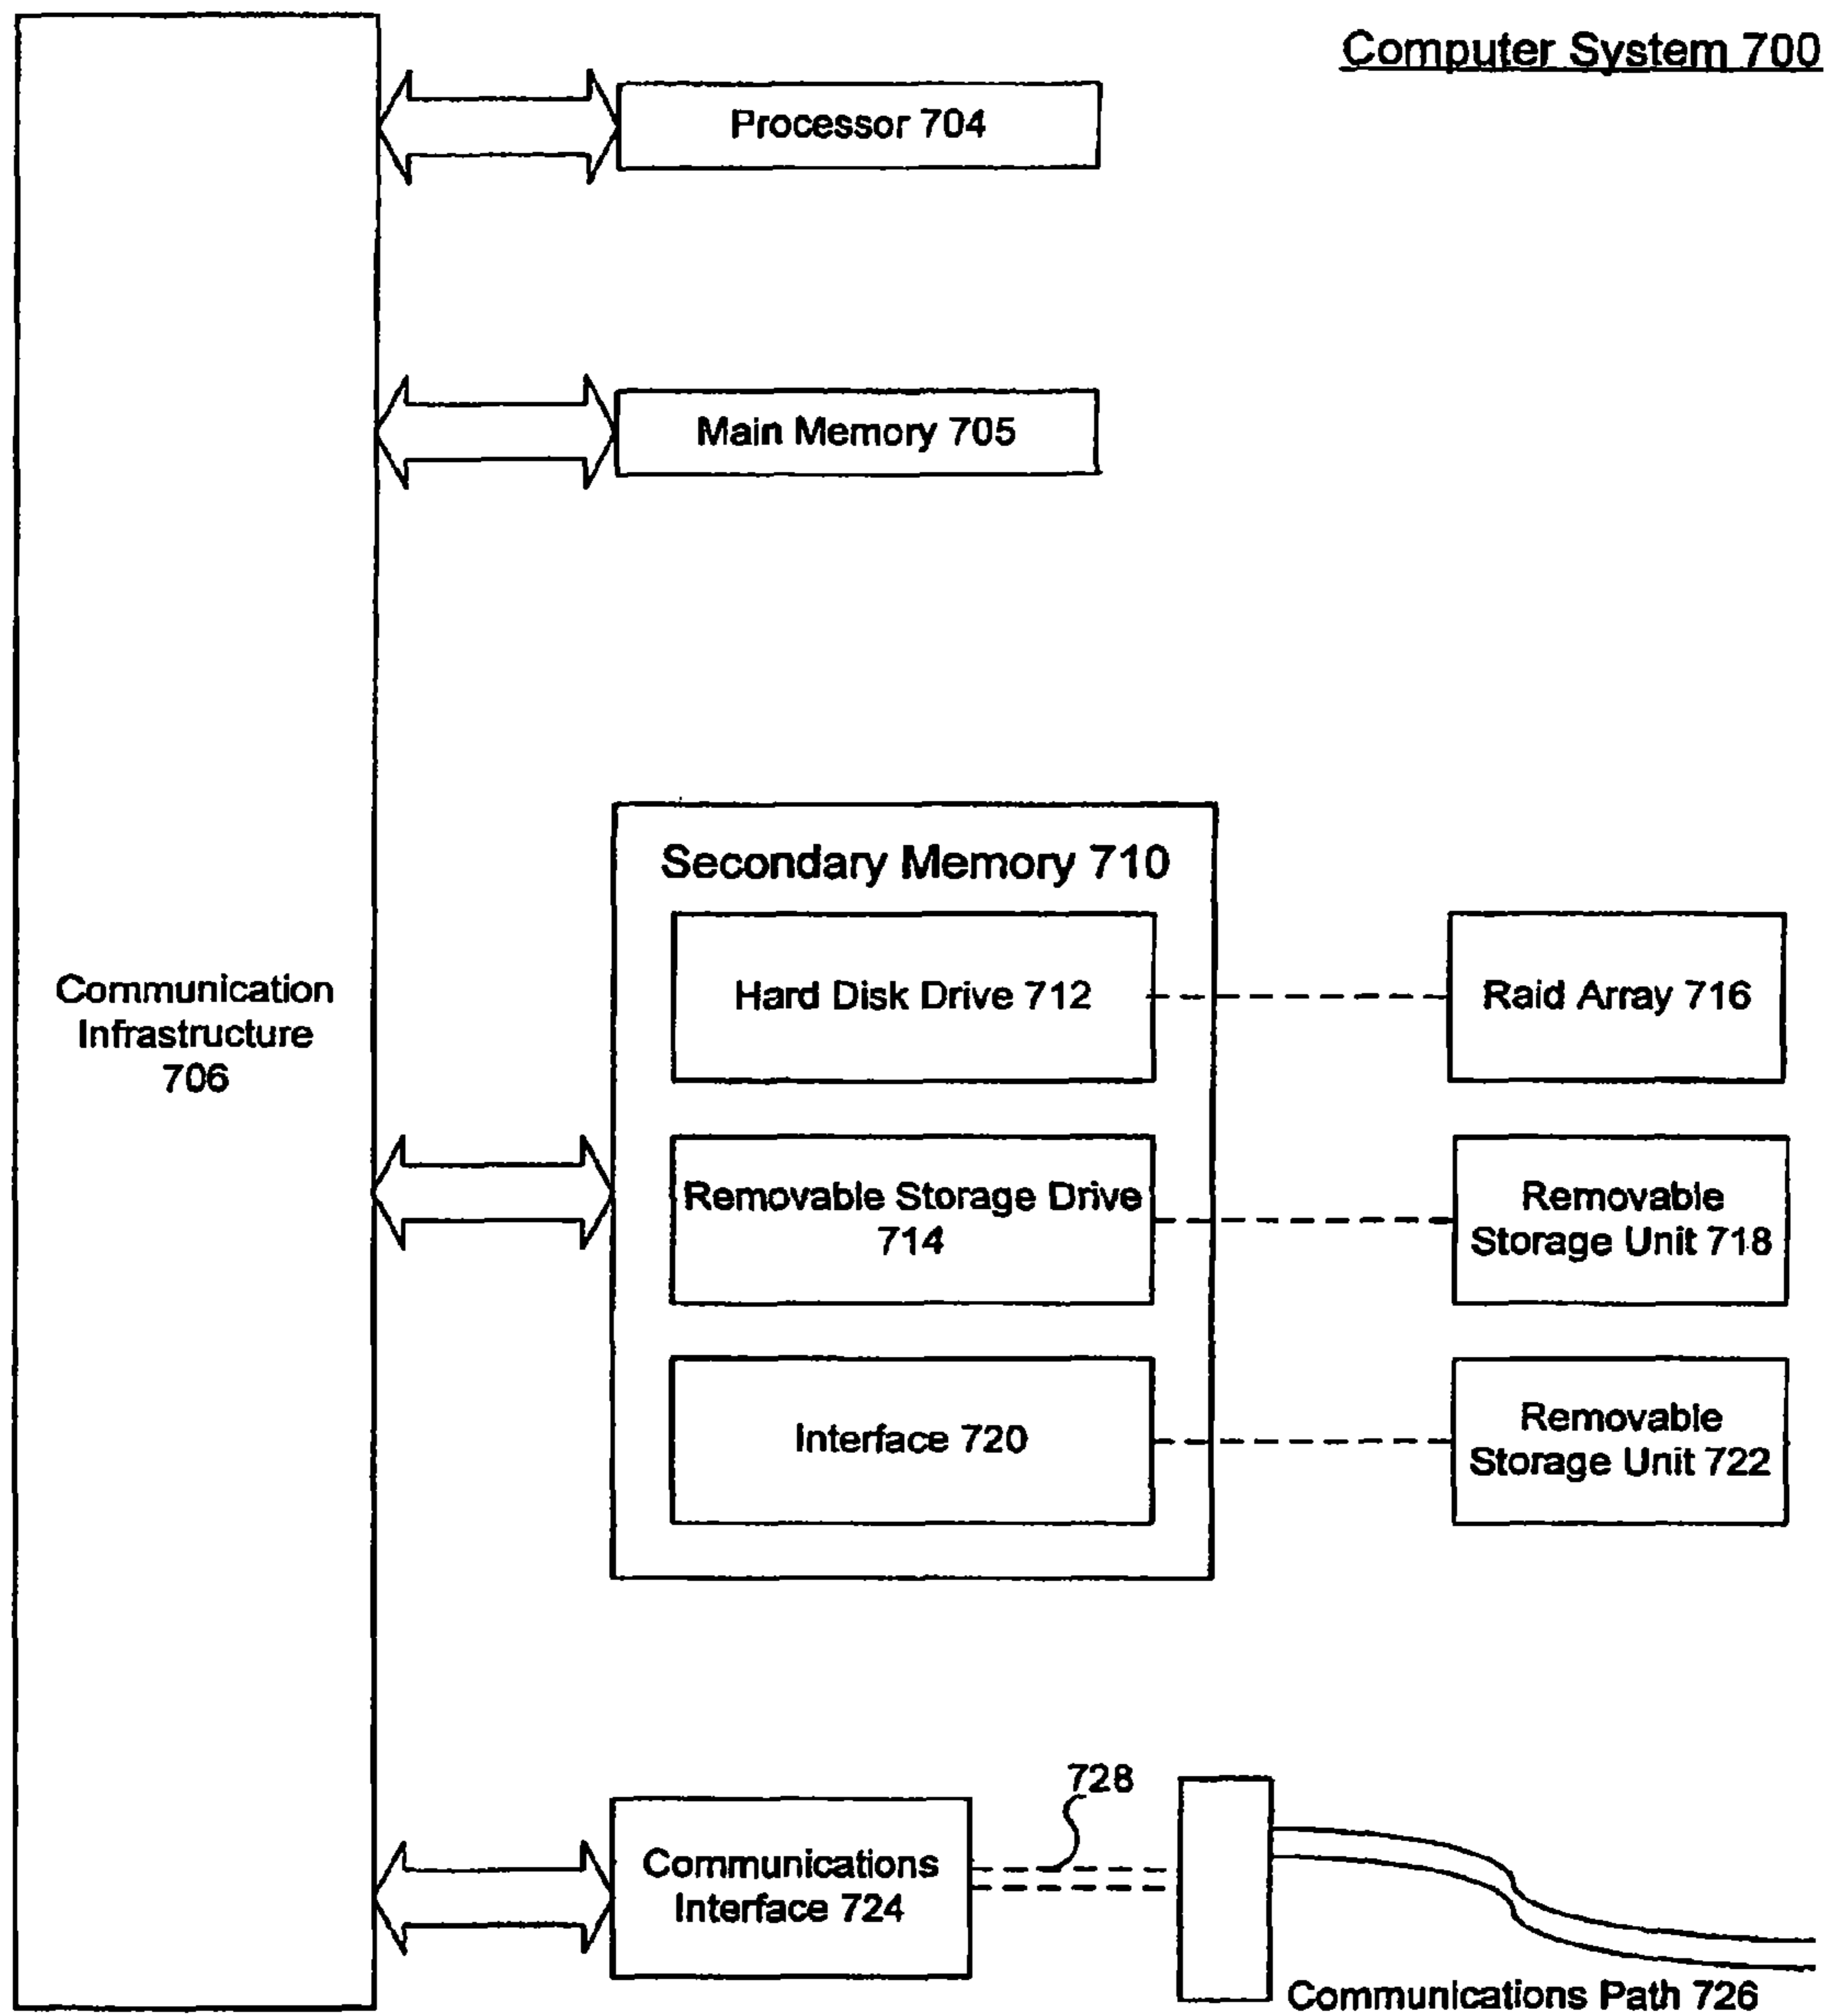 Computer System 700
Processor 704
Main Memory 705
Communication
Infrastructure
706
Secondary Memory 710
Hard Disk Drive 712
Raid Array 716
Removable Storage Drive
714
Removable
Storage Unit 718
Interface 720
Removable
Storage Unit 722
728
Communications
Interface 724
Communications Path 726